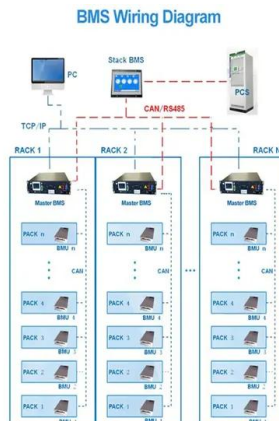 BMS Wiring Diagram
Stack BMS
PC
PCS
CAN/RS485
TCP/IP
RACK 1
RACK 2
RACK N
Master BMS
Master BMS
Master BMS
PACK n
BMU n
PACK n
BMU n
PACK n
BMU n
CAN
CAN
CAN
PACK 4
BMU 4
PACK 4
BMU 4
PACK 4
BMU 4
PACK 3
BMU 3
PACK 3
BMU 3
PACK 3
BMU 3
PACK 2
BMU 2
PACK 2
BMU 2
PACK 2
BMU 2
PACK 1
PACK 1
PACK 1